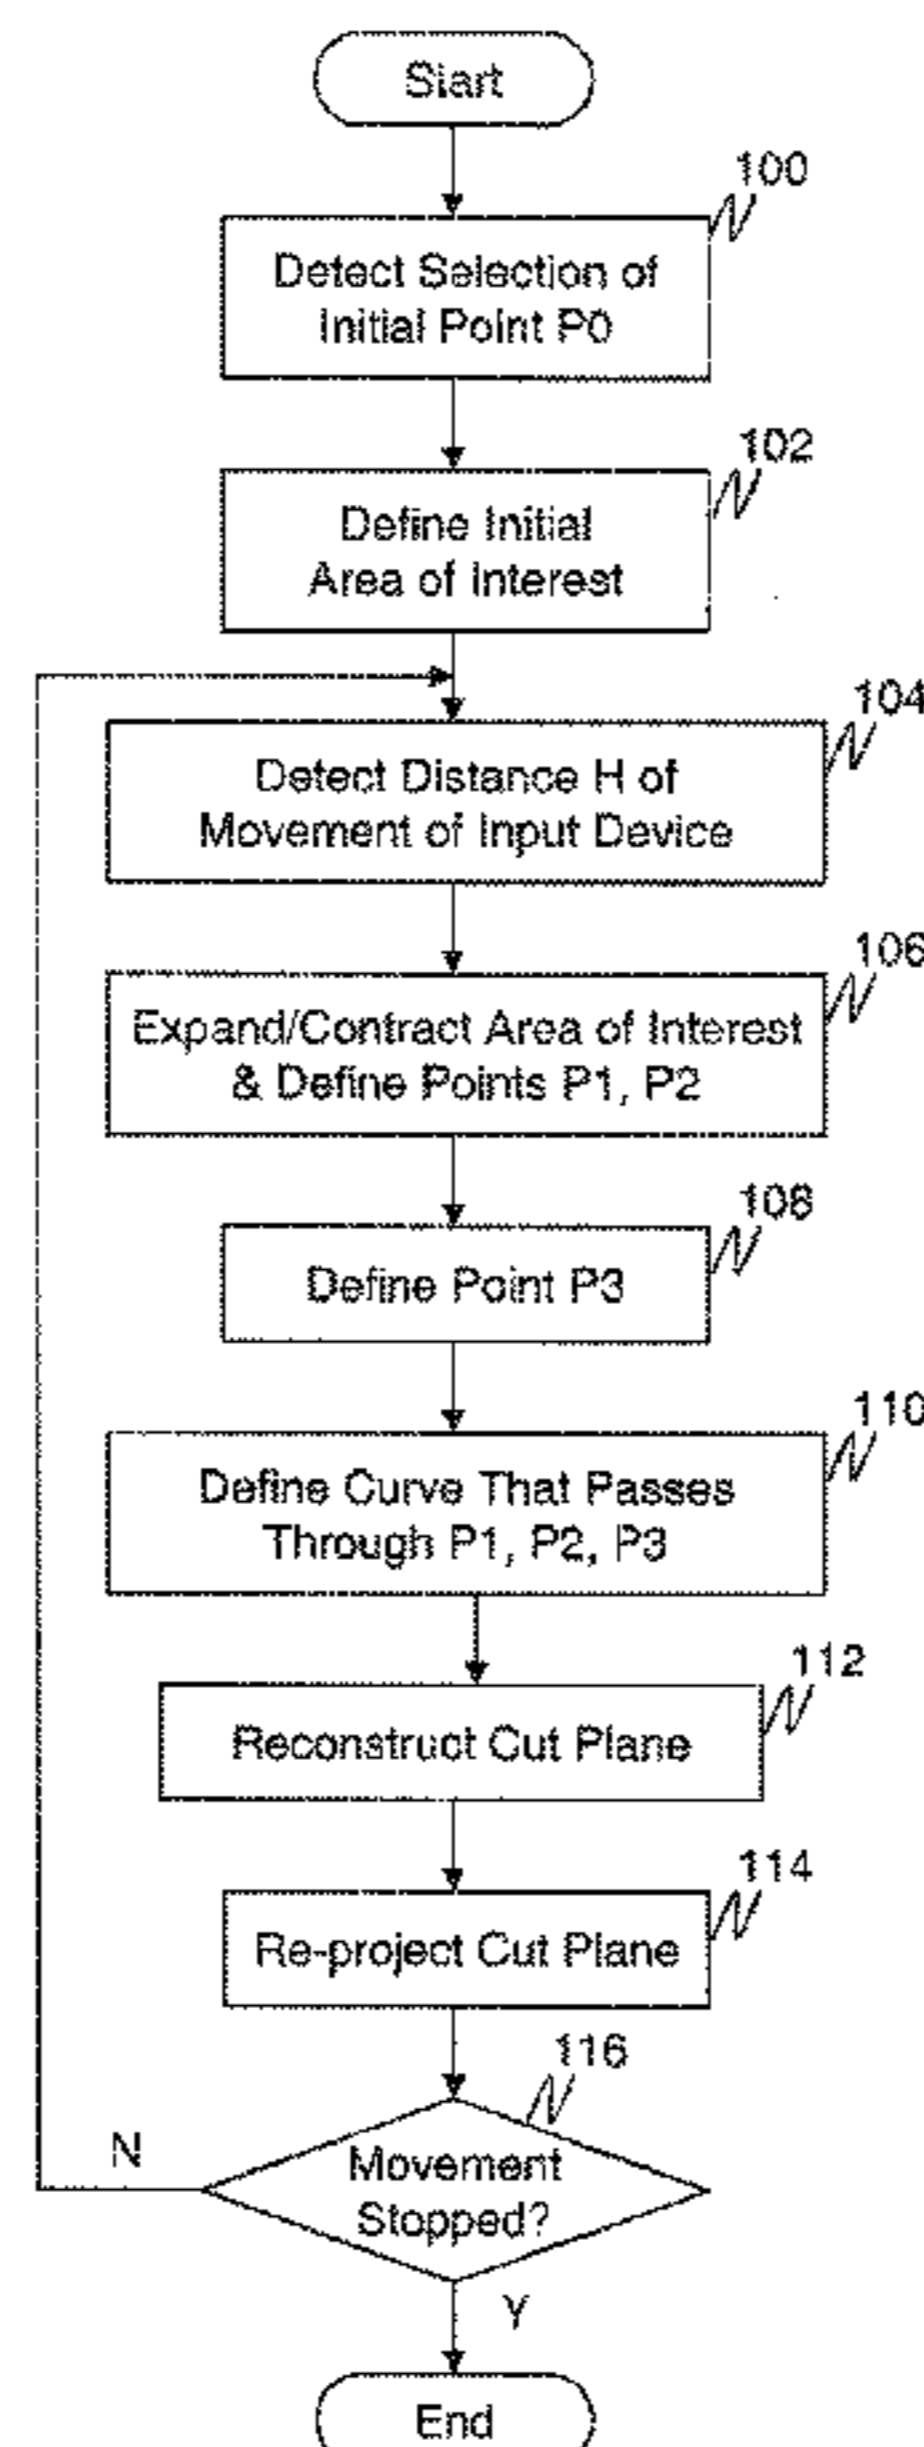 Start
100
Detect Selection of
Initial Point P0
102
Define Initial
Area of Interest
104
Detect Distance H of
Movement of Input Device
106
Expand/Contract Area of Interest
& Define Points P1, P2
108
Define Point P3
110
Define Curve That Passes
Through P1, P2, P3
112
Reconstruct Cut Plane
114
Re-project Cut Plane
116
Movement
Stopped?
N
Y
End